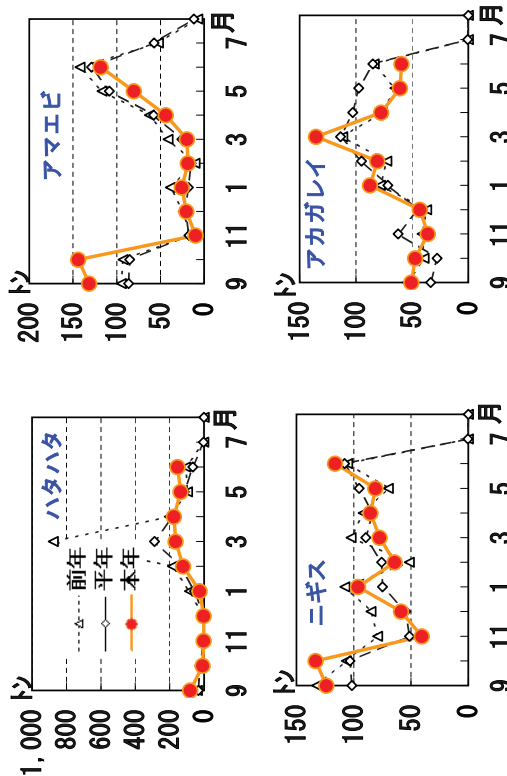 トン
1,000
ハタハタ
800
前年
600
平年
400
本年
200
0
9 11 1 3 5 7 月
トン
200
アマエビ
150
100
50
0
9 11 1 3 5 7 月
トン
150
ニギス
100
50
0
9 11 1 3 5 7 月
トン
150
アカガレイ
100
50
0
9 11 1 3 5 7 月